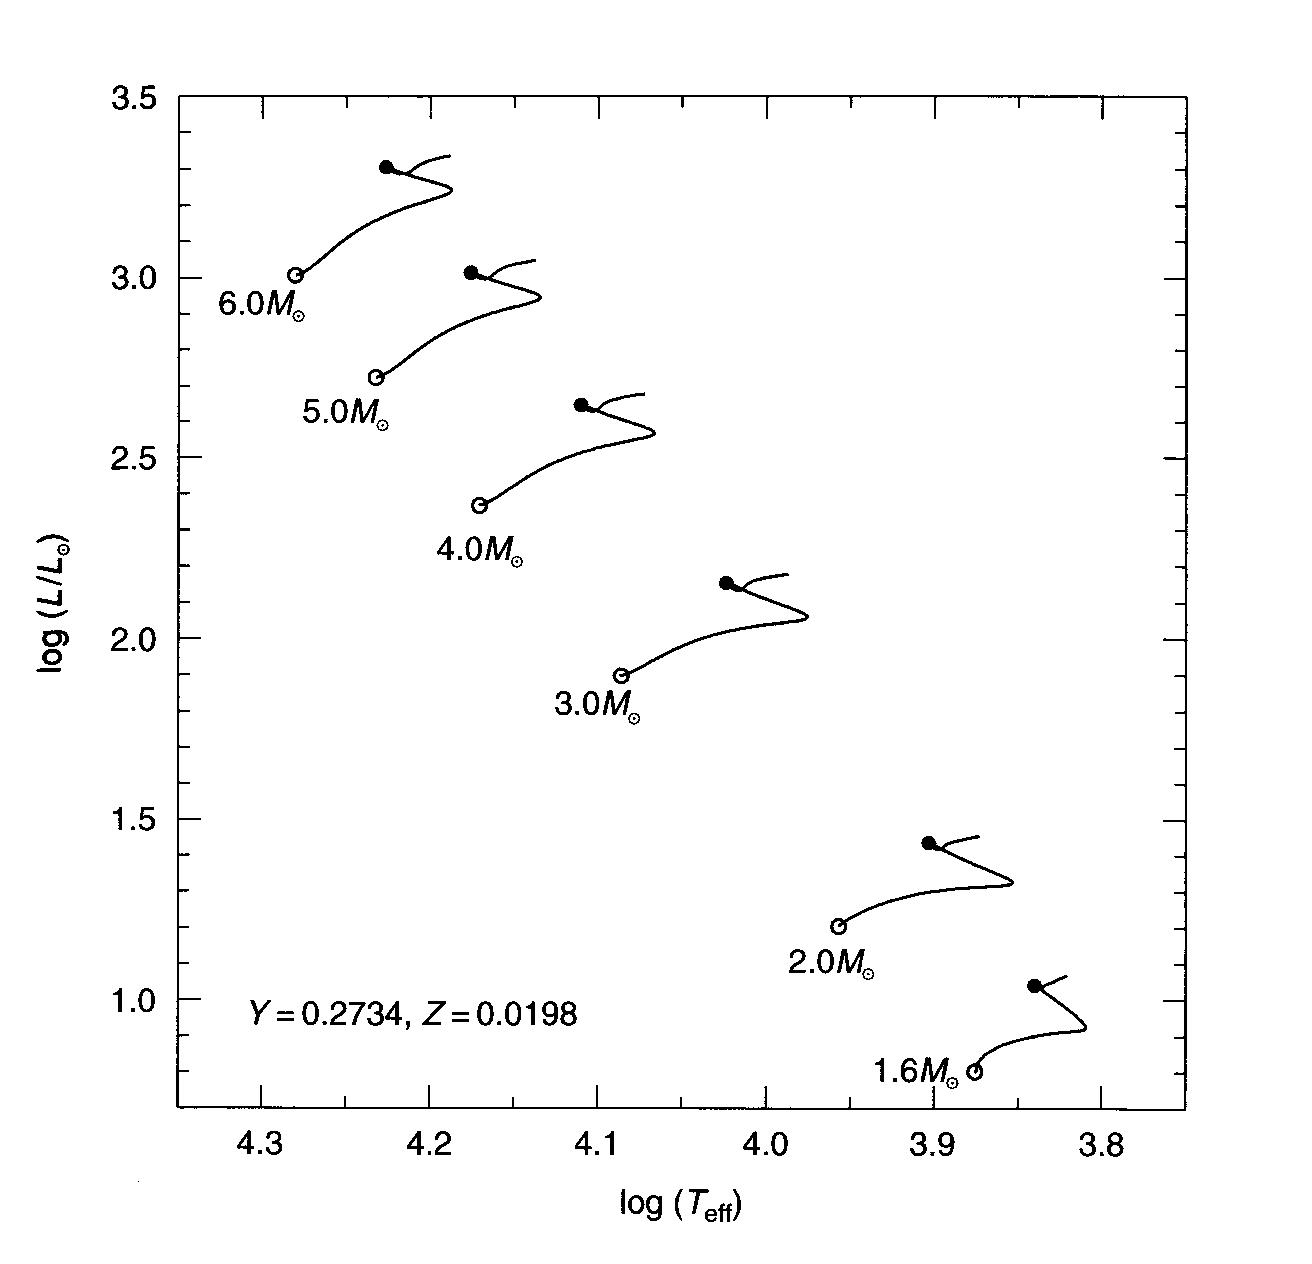 3.5
3.0
2.5
2.0
1.5
1.0
log (L/L☉)
6.0M☉
5.0M☉
4.0M☉
3.0M☉
2.0M☉
1.6M☉
Y=0.2734, Z=0.0198
4.3 4.2 4.1 4.0 3.9 3.8
log (Teff)